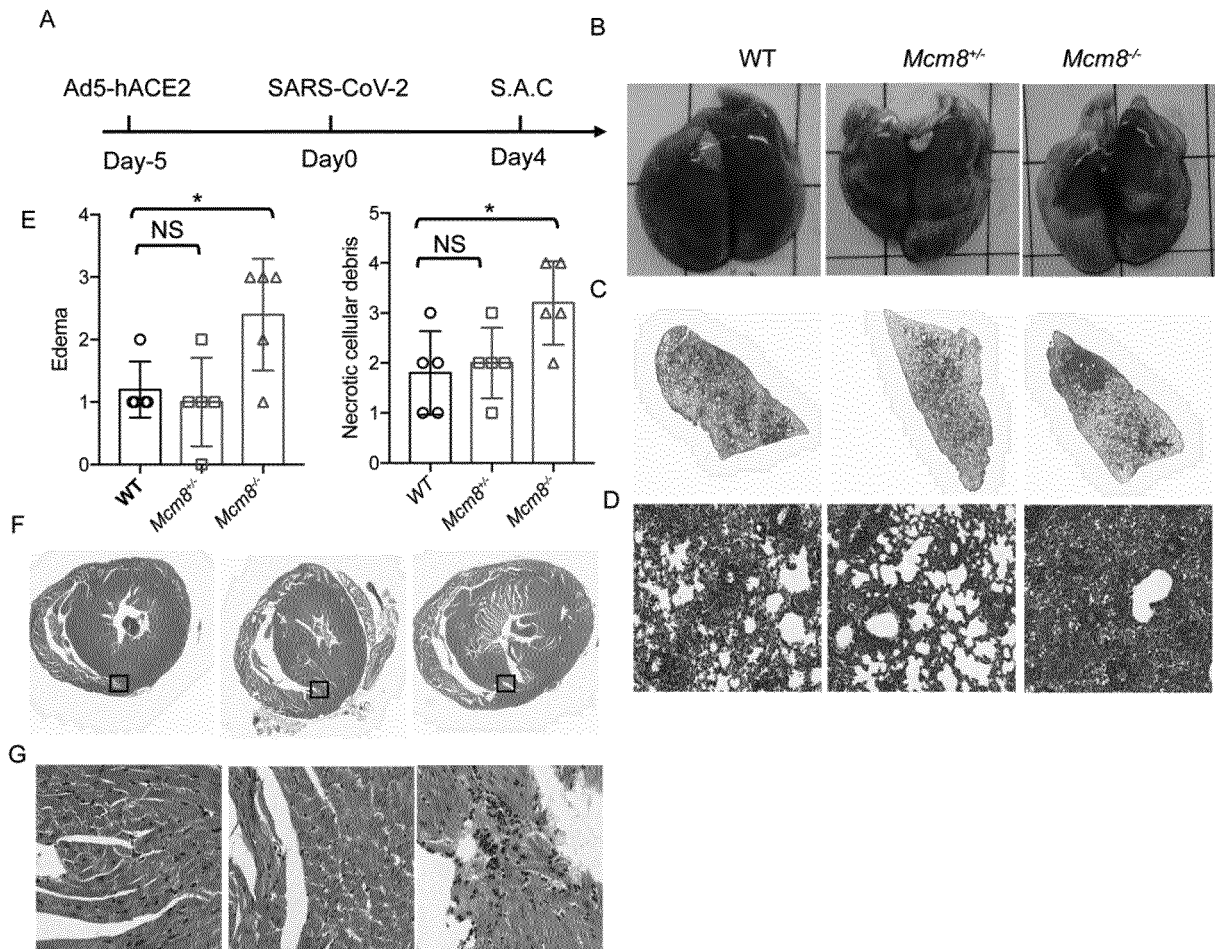 A
Ad5-hACE2 SARS-CoV-2 S.A.C
Day-5 Day0 Day4
B
WT Mcm8+/- Mcm8-/-
E
4
3
2
1
0
Edema
*
NS
WT Mcm8+/- Mcm8-/-
5
4
3
2
1
0
Necrotic cellular debris
*
NS
WT Mcm8+/- Mcm8-/-
C
D
F
G